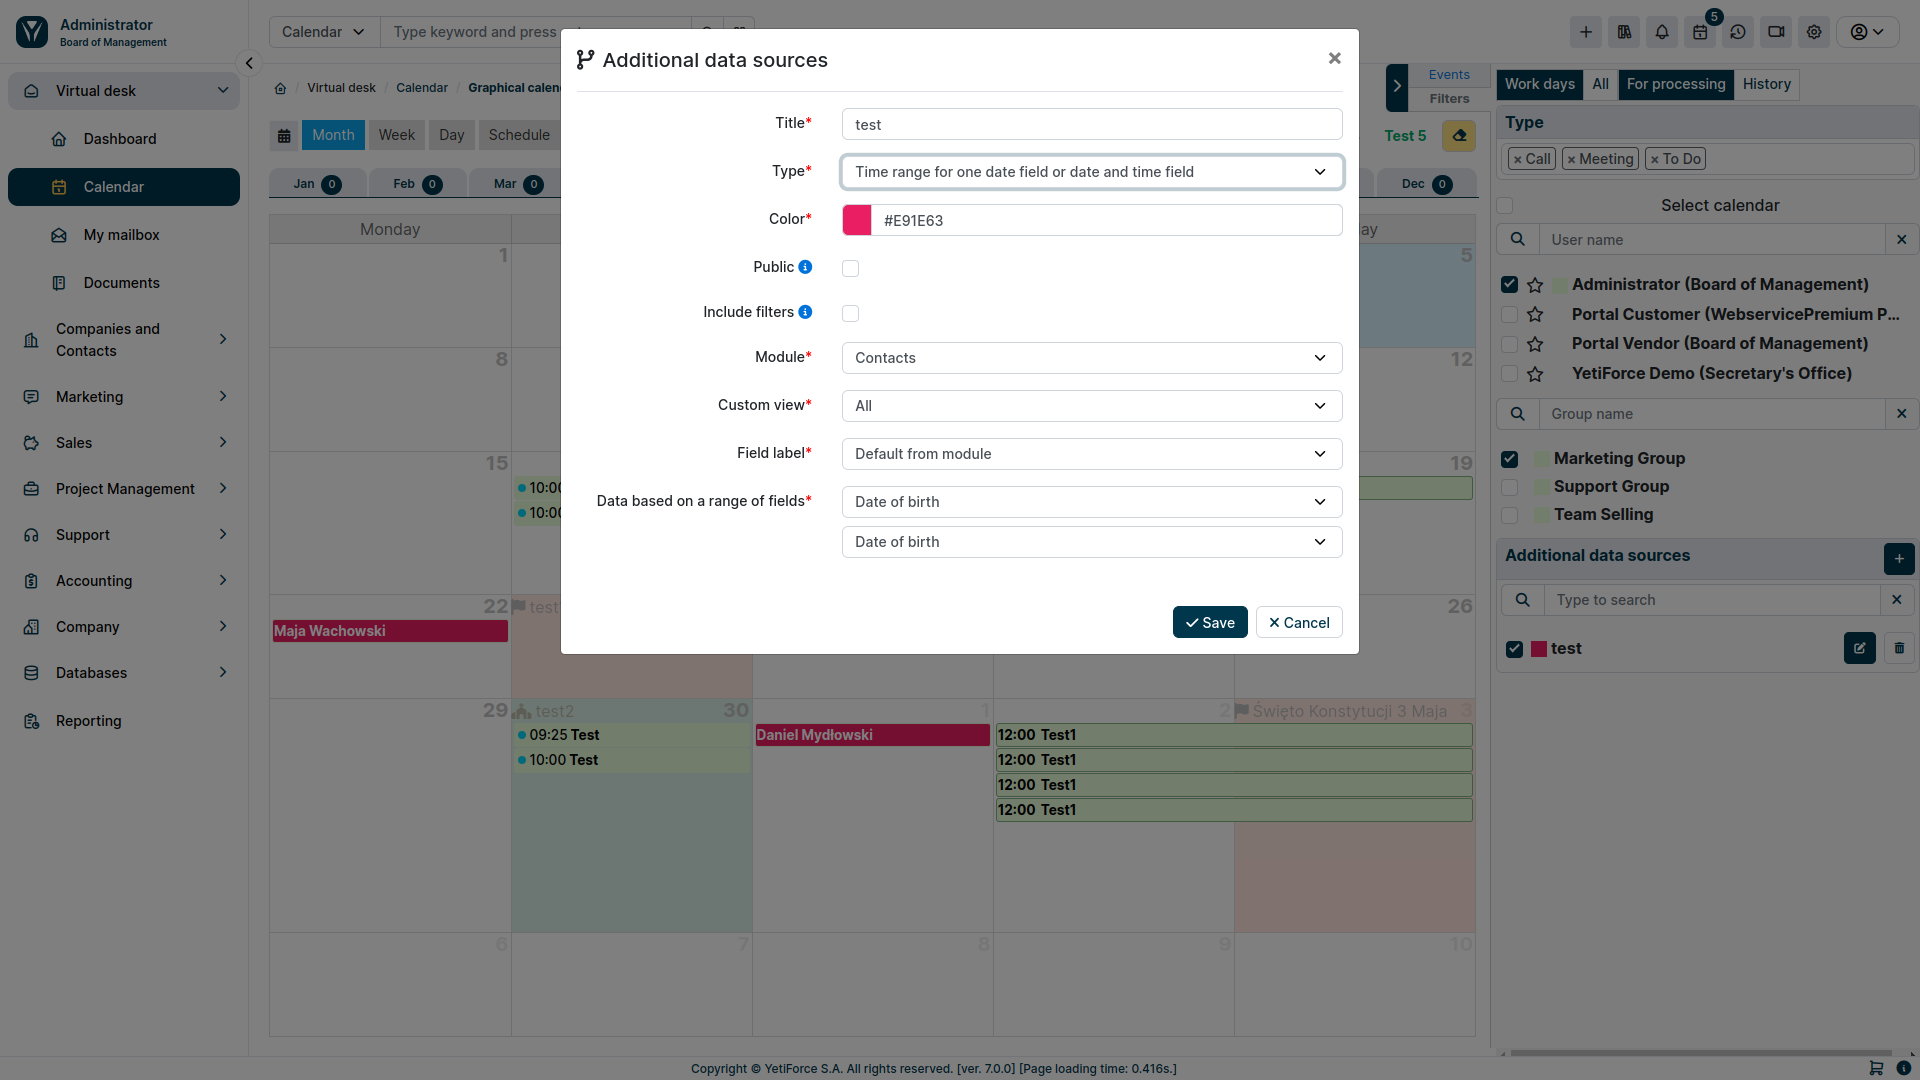 Administrator
Board of Management
Calendar
Type keyword and press
5
Virtual desk
Dashboard
Calendar
My mailbox
Documents
Companies and
Contacts
Marketing
Sales
Project Management
Support
Accounting
Company
Databases
Reporting
Virtual desk / Calendar / Graphical calen
Month Week Day Schedule
Test 5
Jan 0 Feb 0 Mar 0 Dec 0
Monday
ay
1
5
8
12
15
19
10:00
10:00
22
test
26
Maja Wachowski
29
test2 30
1
2
Święto Konstytucji 3 Maja 3
09:25 Test
10:00 Test
Daniel Mydłowski
12:00 Test1
12:00 Test1
12:00 Test1
12:00 Test1
6
7
8
9
10
Additional data sources
×
Title*
test
Type*
Time range for one date field or date and time field
Color*
#E91E63
Public
Include filters
Module*
Contacts
Custom view*
All
Field label*
Default from module
Data based on a range of fields*
Date of birth
Date of birth
Save
Cancel
Events
Filters
Work days All For processing History
Type
× Call × Meeting × To Do
Select calendar
User name
Administrator (Board of Management)
Portal Customer (WebservicePremium P...
Portal Vendor (Board of Management)
YetiForce Demo (Secretary's Office)
Group name
Marketing Group
Support Group
Team Selling
Additional data sources
+
Type to search
test
Copyright © YetiForce S.A. All rights reserved. [ver. 7.0.0] [Page loading time: 0.416s.]